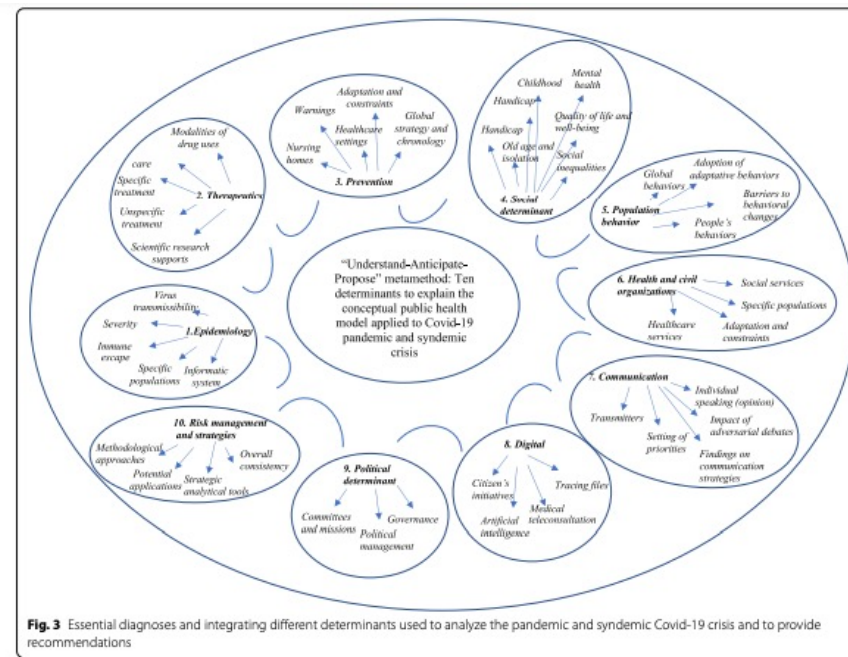 "Understand-Anticipate-
Propose" metamethod: Ten
determinants to explain the
conceptual public health
model applied to Covid-19
pandemic and syndemic
crisis
1.Epidemiology
Virus
transmissibility
Severity
Immune
escape
Specific
populations
Informatic
system
2. Therapeutics
Modalities of
drug uses
care
Specific
treatment
Unspecific
treatment
Scientific research
supports
3. Prevention
Adaptation and
constraints
Warnings
Healthcare
settings
Global
strategy and
chronology
Nursing
homes
4. Social
determinant
Childhood
Mental
health
Handicap
Handicap
Quality of life and
well-being
Old age and
isolation
Social
inequalities
5. Population
behavior
Global
behaviors
Adoption of
adaptative behaviors
Barriers to
behavioral
changes
People's
behaviors
6. Health and civil
organizations
Social services
Specific populations
Healthcare
services
Adaptation and
constraints
7. Communication
Individual
speaking (opinion)
Transmitters
Impact of
adversarial debates
Setting of
priorities
Findings on
communication
strategies
8. Digital
Citizen's
initiatives
Tracing files
Artificial
intelligence
Medical
teleconsultation
9. Political
determinant
Committees
and missions
Governance
Political
management
10. Risk management
and strategies
Methodological
approaches
Overall
consistency
Potential
applications
Strategic
analytical tools
Fig. 3 Essential diagnoses and integrating different determinants used to analyze the pandemic and syndemic Covid-19 crisis and to provide
recommendations